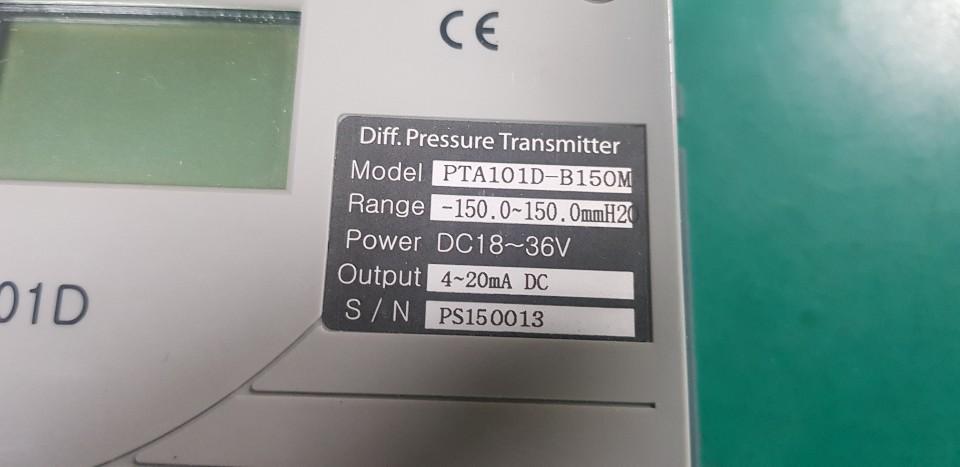 CE
Diff. Pressure Transmitter
Model PTA101D-B150M
Range -150.0~150.0mmH2O
Power DC18~36V
Output 4~20mA DC
S / N PS150013
01D